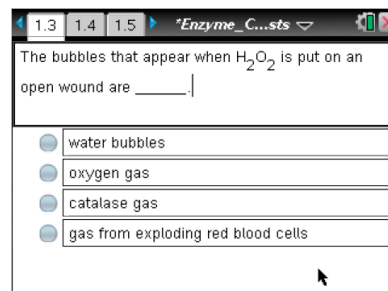 1.3 1.4 1.5 *Enzyme_C...sts
The bubbles that appear when H₂O₂ is put on an
open wound are ______.
water bubbles
oxygen gas
catalase gas
gas from exploding red blood cells